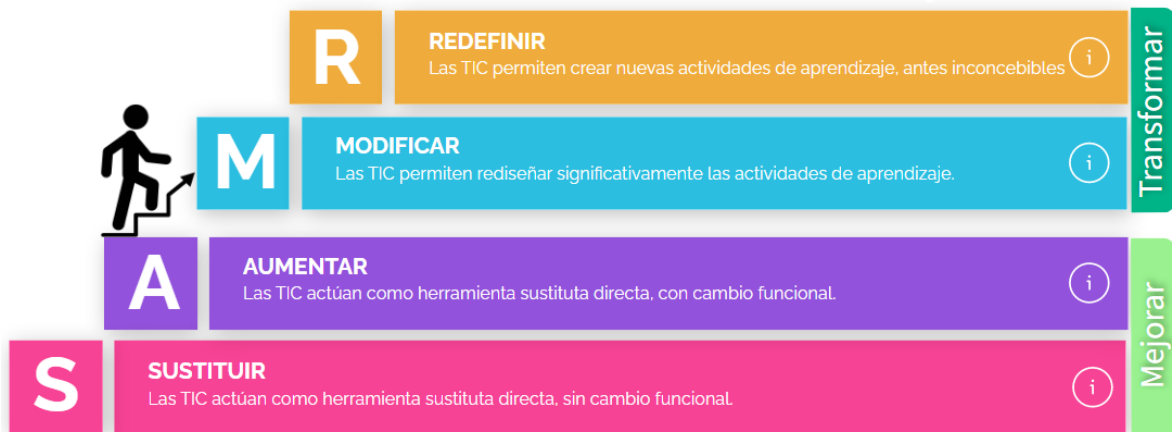 R
REDEFINIR
Las TIC permiten crear nuevas actividades de aprendizaje, antes inconcebibles
i
Transformar
M
MODIFICAR
Las TIC permiten rediseñar significativamente las actividades de aprendizaje.
i
A
AUMENTAR
Las TIC actúan como herramienta sustituta directa, con cambio funcional.
i
Mejorar
S
SUSTITUIR
Las TIC actúan como herramienta sustituta directa, sin cambio funcional.
i